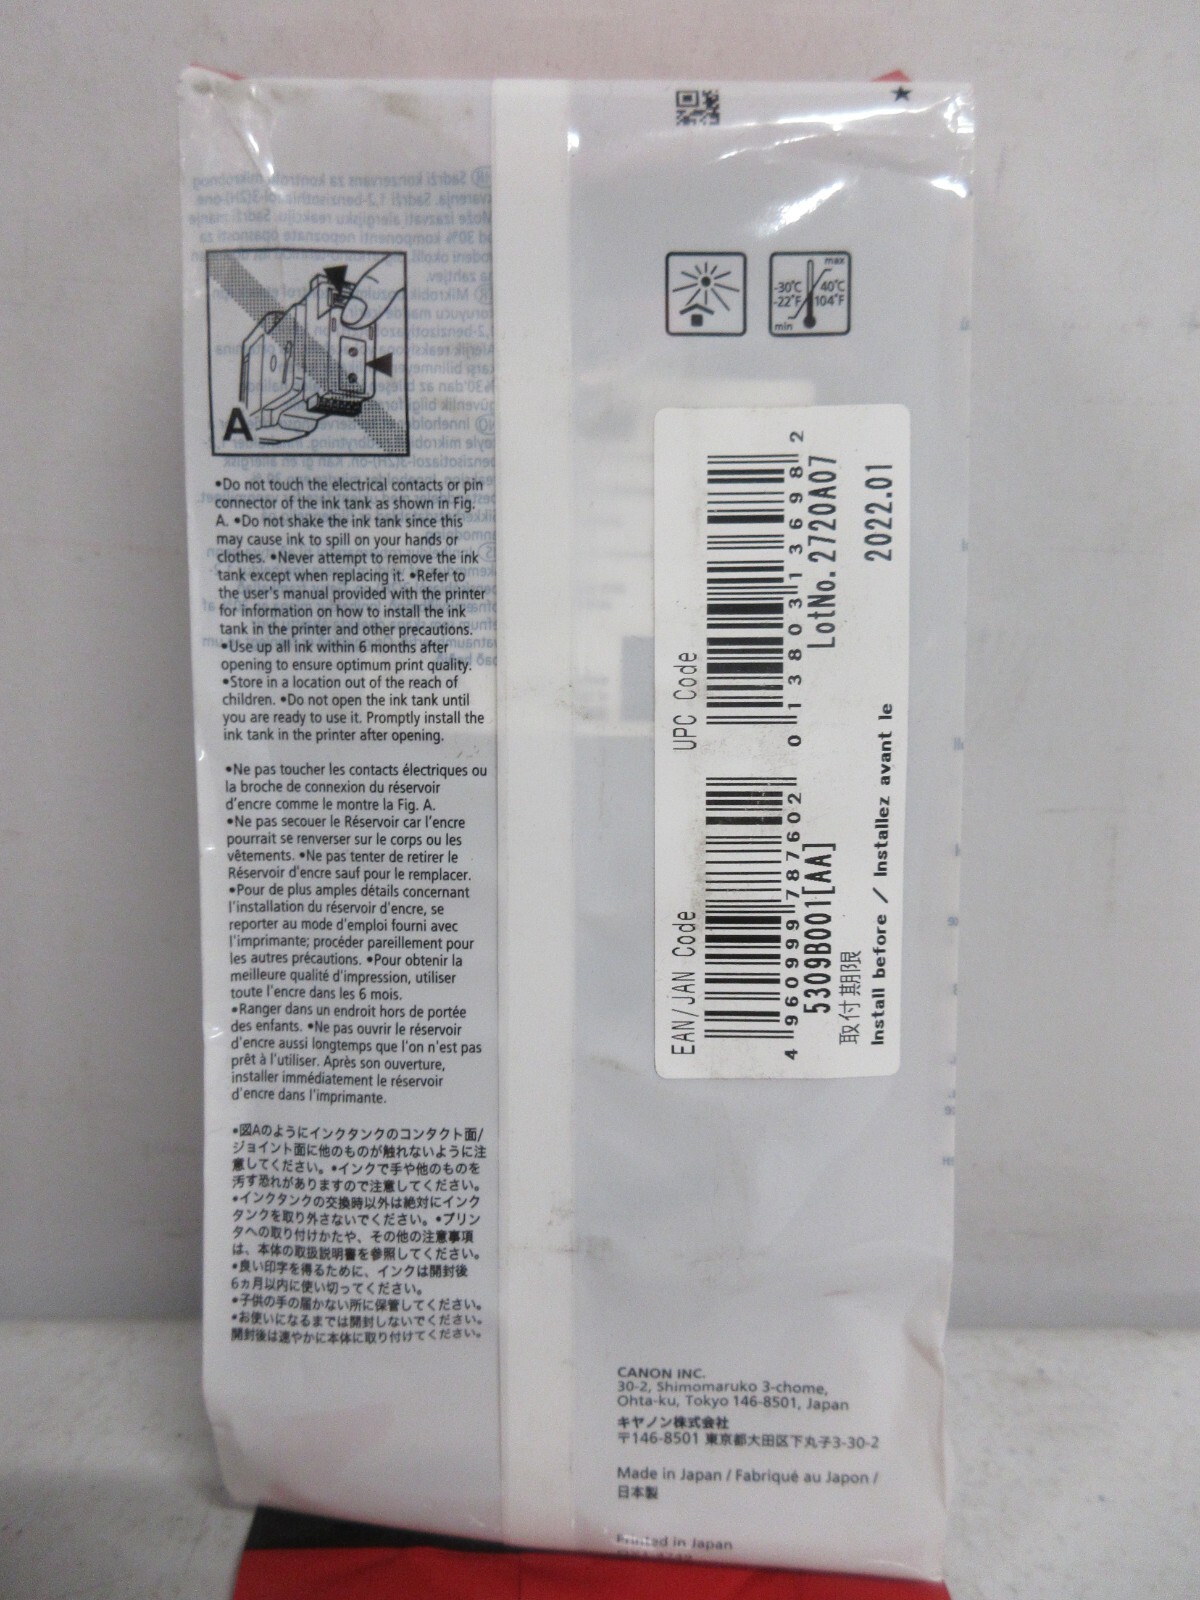 ★
-30°C
-22°F
min
max
40°C
104°F
A
•Do not touch the electrical contacts or pin
connector of the ink tank as shown in Fig.
A. •Do not shake the ink tank since this
may cause ink to spill on your hands or
clothes. •Never attempt to remove the ink
tank except when replacing it. •Refer to
the user's manual provided with the printer
for information on how to install the ink
tank in the printer and other precautions.
•Use up all ink within 6 months after
opening to ensure optimum print quality.
•Store in a location out of the reach of
children. •Do not open the ink tank until
you are ready to use it. Promptly install the
ink tank in the printer after opening.
•Ne pas toucher les contacts électriques ou
la broche de connexion du réservoir
d'encre comme le montre la Fig. A.
•Ne pas secouer le Réservoir car l'encre
pourrait se renverser sur le corps ou les
vêtements. •Ne pas tenter de retirer le
Réservoir d'encre sauf pour le remplacer.
•Pour de plus amples détails concernant
l'installation du réservoir d'encre, se
reporter au mode d'emploi fourni avec
l'imprimante; procéder pareillement pour
les autres précautions. •Pour obtenir la
meilleure qualité d'impression, utiliser
toute l'encre dans les 6 mois.
•Ranger dans un endroit hors de portée
des enfants. •Ne pas ouvrir le réservoir
d'encre aussi longtemps que l'on n'est pas
prêt à l'utiliser. Après son ouverture,
installer immédiatement le réservoir
d'encre dans l'imprimante.
•図Aのようにインクタンクのコンタクト面/
ジョイント面に他のものが触れないように注
意してください。•インクで手や他のものを
汚す恐れがありますので注意してください。
•インクタンクの交換時以外は絶対にインク
タンクを取り外さないでください。•プリン
タへの取り付けかたや、その他の注意事項
は、本体の取扱説明書を参照してください。
•良い印字を得るために、インクは開封後
6ヵ月以内に使い切ってください。
•子供の手の届かない所に保管してください。
•お使いになるまでは開封しないでください。
開封後は速やかに本体に取り付けてください。
EAN/JAN Code
4 960999 787602
UPC Code
0 13803 13698 2
5309B001[AA]
LotNo. 2720A07
取付期限
Install before / Installez avant le
2022.01
CANON INC.
30-2, Shimomaruko 3-chome,
Ohta-ku, Tokyo 146-8501, Japan
キヤノン株式会社
〒146-8501 東京都大田区下丸子3-30-2
Made in Japan / Fabriqué au Japon /
日本製
Printed in Japan